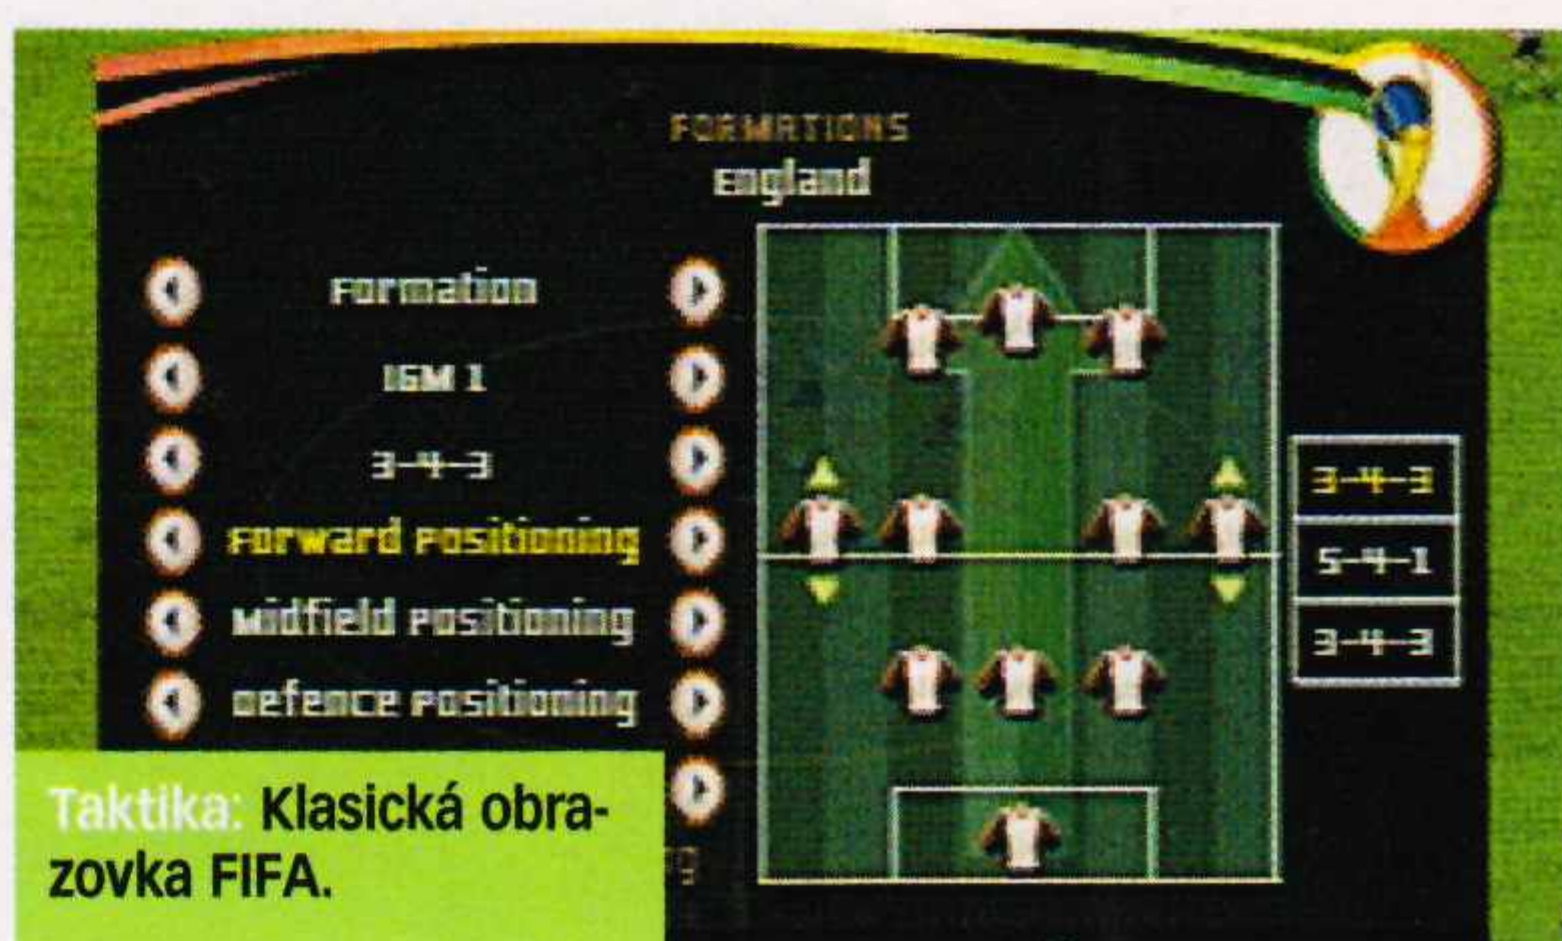 FORMATIONS
England
Formation
IGM 1
3-4-3
Forward Positioning
Midfield Positioning
Defence Positioning
3-4-3
5-4-1
3-4-3
Taktika: Klasická obra-
zovka FIFA.